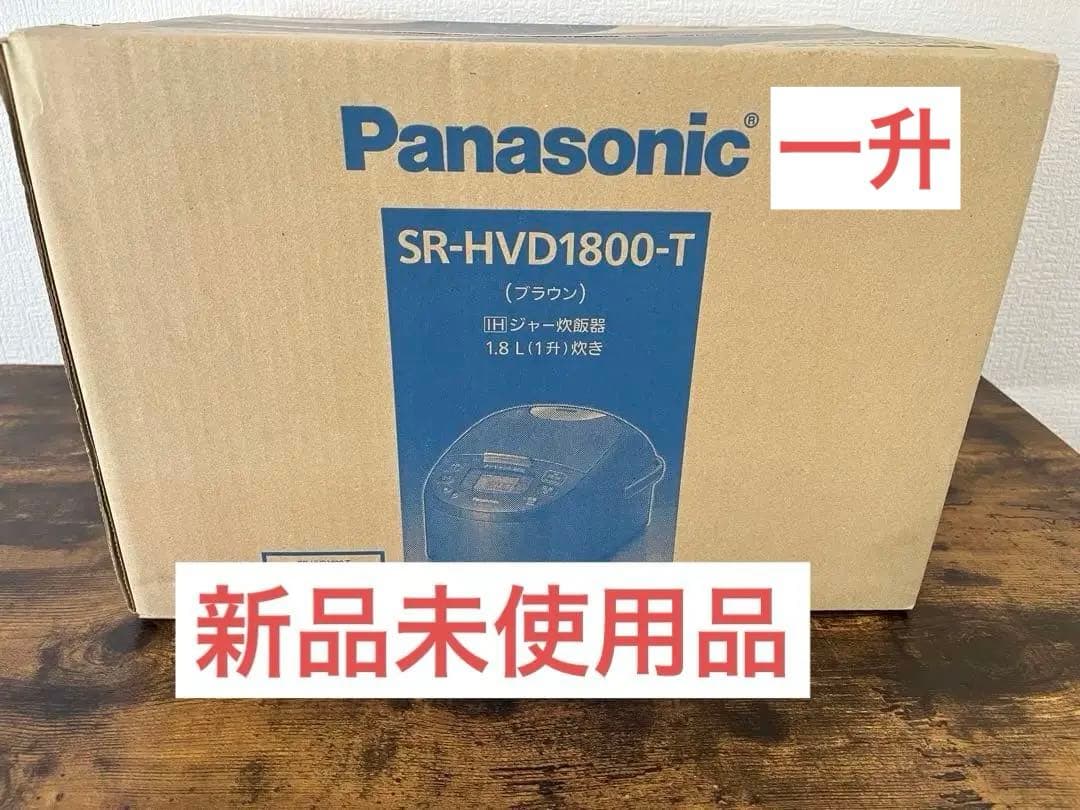 Panasonic®
一升
SR-HVD1800-T
(ブラウン)
IHジャー炊飯器
1.8 L(1升)炊き
新品未使用品